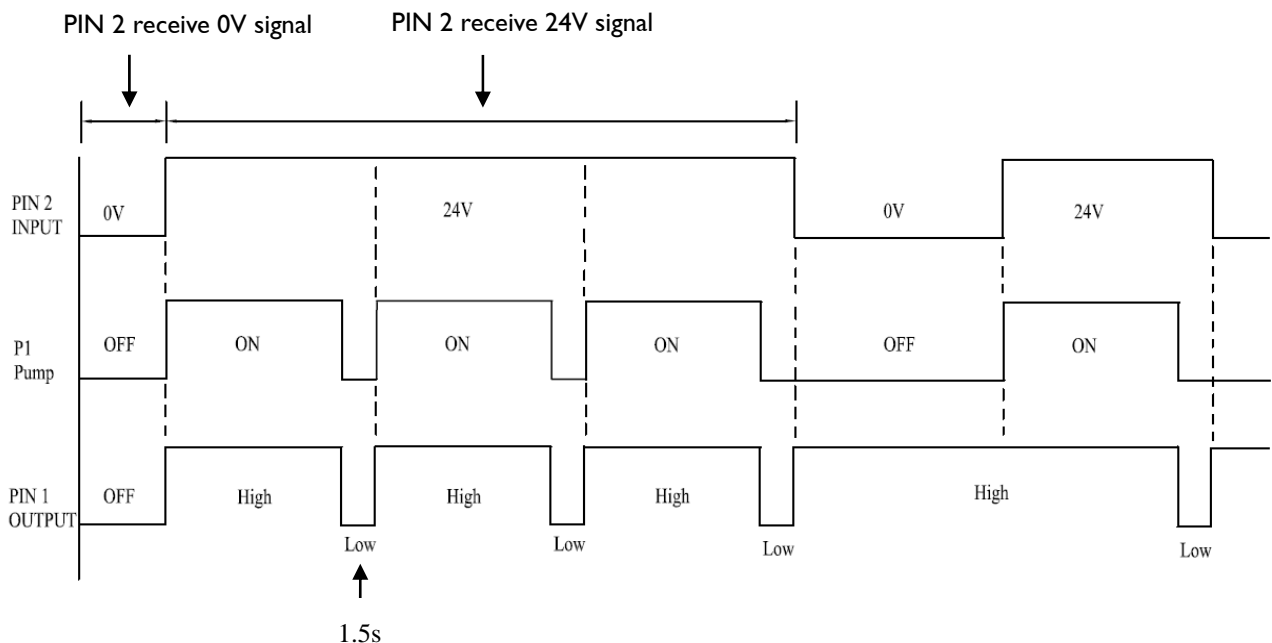 PIN 2 receive 0V signal
PIN 2 receive 24V signal
PIN 2
INPUT
0V
24V
0V
24V
P1
Pump
OFF
ON
ON
ON
OFF
ON
PIN 1
OUTPUT
OFF
High
Low
High
Low
High
Low
High
Low
1.5s